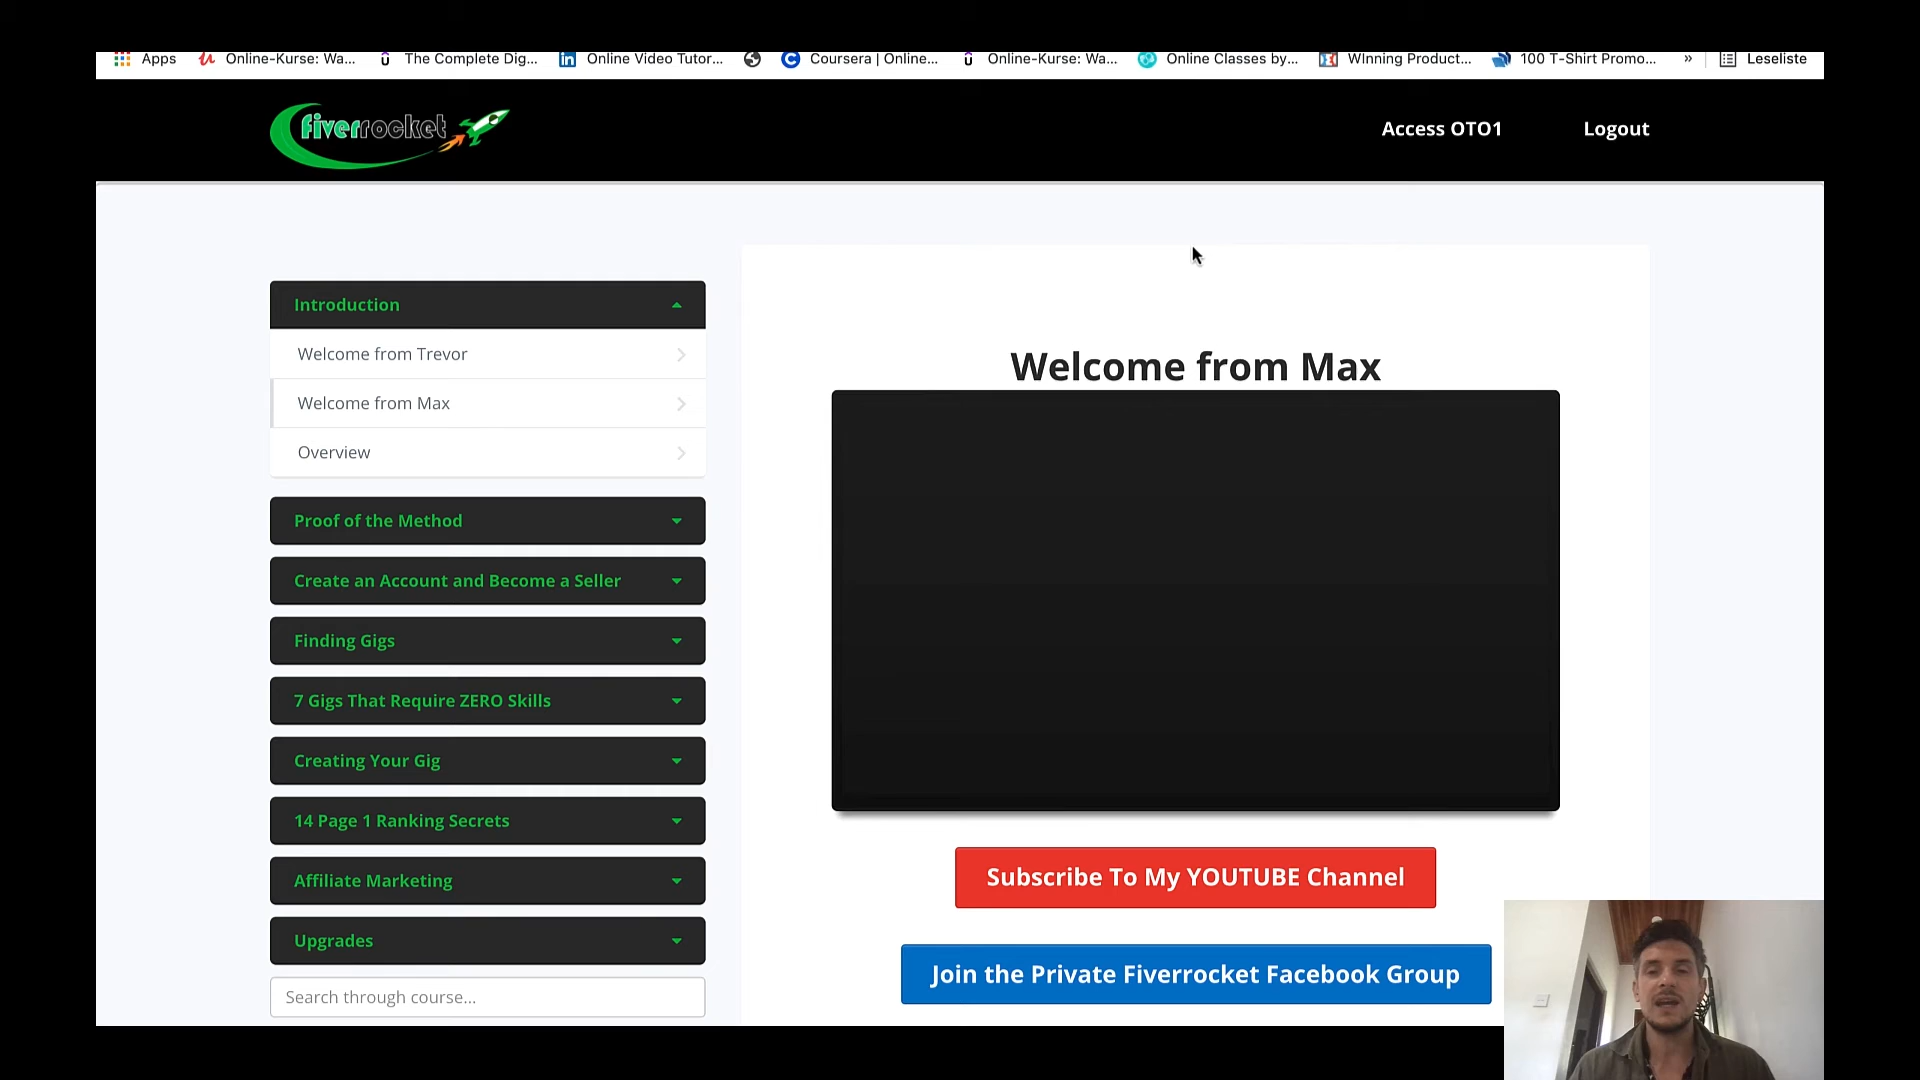 Apps Online-Kurse: Wa... The Complete Dig... Online Video Tutor... Coursera | Online... Online-Kurse: Wa... Online Classes by... WInning Product... 100 T-Shirt Promo... » Leseliste
fiverrocket
Access OTO1 Logout
Introduction
Welcome from Trevor
Welcome from Max
Overview
Proof of the Method
Create an Account and Become a Seller
Finding Gigs
7 Gigs That Require ZERO Skills
Creating Your Gig
14 Page 1 Ranking Secrets
Affiliate Marketing
Upgrades
Search through course...
Welcome from Max
Subscribe To My YOUTUBE Channel
Join the Private Fiverrocket Facebook Group